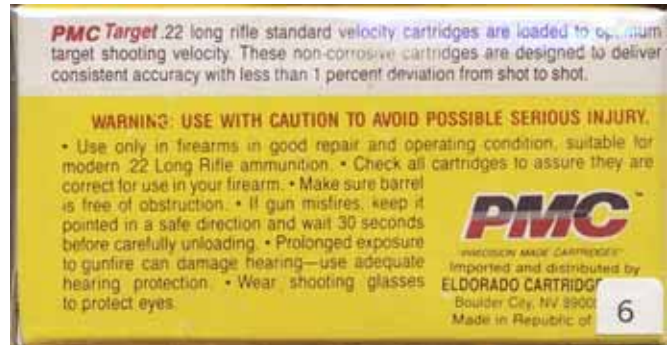 PMC Target .22 long rifle standard velocity cartridges are loaded to optimum
target shooting velocity. These non-corrosive cartridges are designed to deliver
consistent accuracy with less than 1 percent deviation from shot to shot.
WARNING: USE WITH CAUTION TO AVOID POSSIBLE SERIOUS INJURY.
• Use only in firearms in good repair and operating condition, suitable for
modern .22 Long Rifle ammunition. • Check all cartridges to assure they are
correct for use in your firearm. • Make sure barrel
is free of obstruction. • If gun misfires, keep it
pointed in a safe direction and wait 30 seconds
before carefully unloading. • Prolonged exposure
to gunfire can damage hearing—use adequate
hearing protection. • Wear shooting glasses
to protect eyes.
PMC™
"PRECISION MADE CARTRIDGES"
Imported and distributed by
ELDORADO
Boulder City, NV
Made in Republic of
6